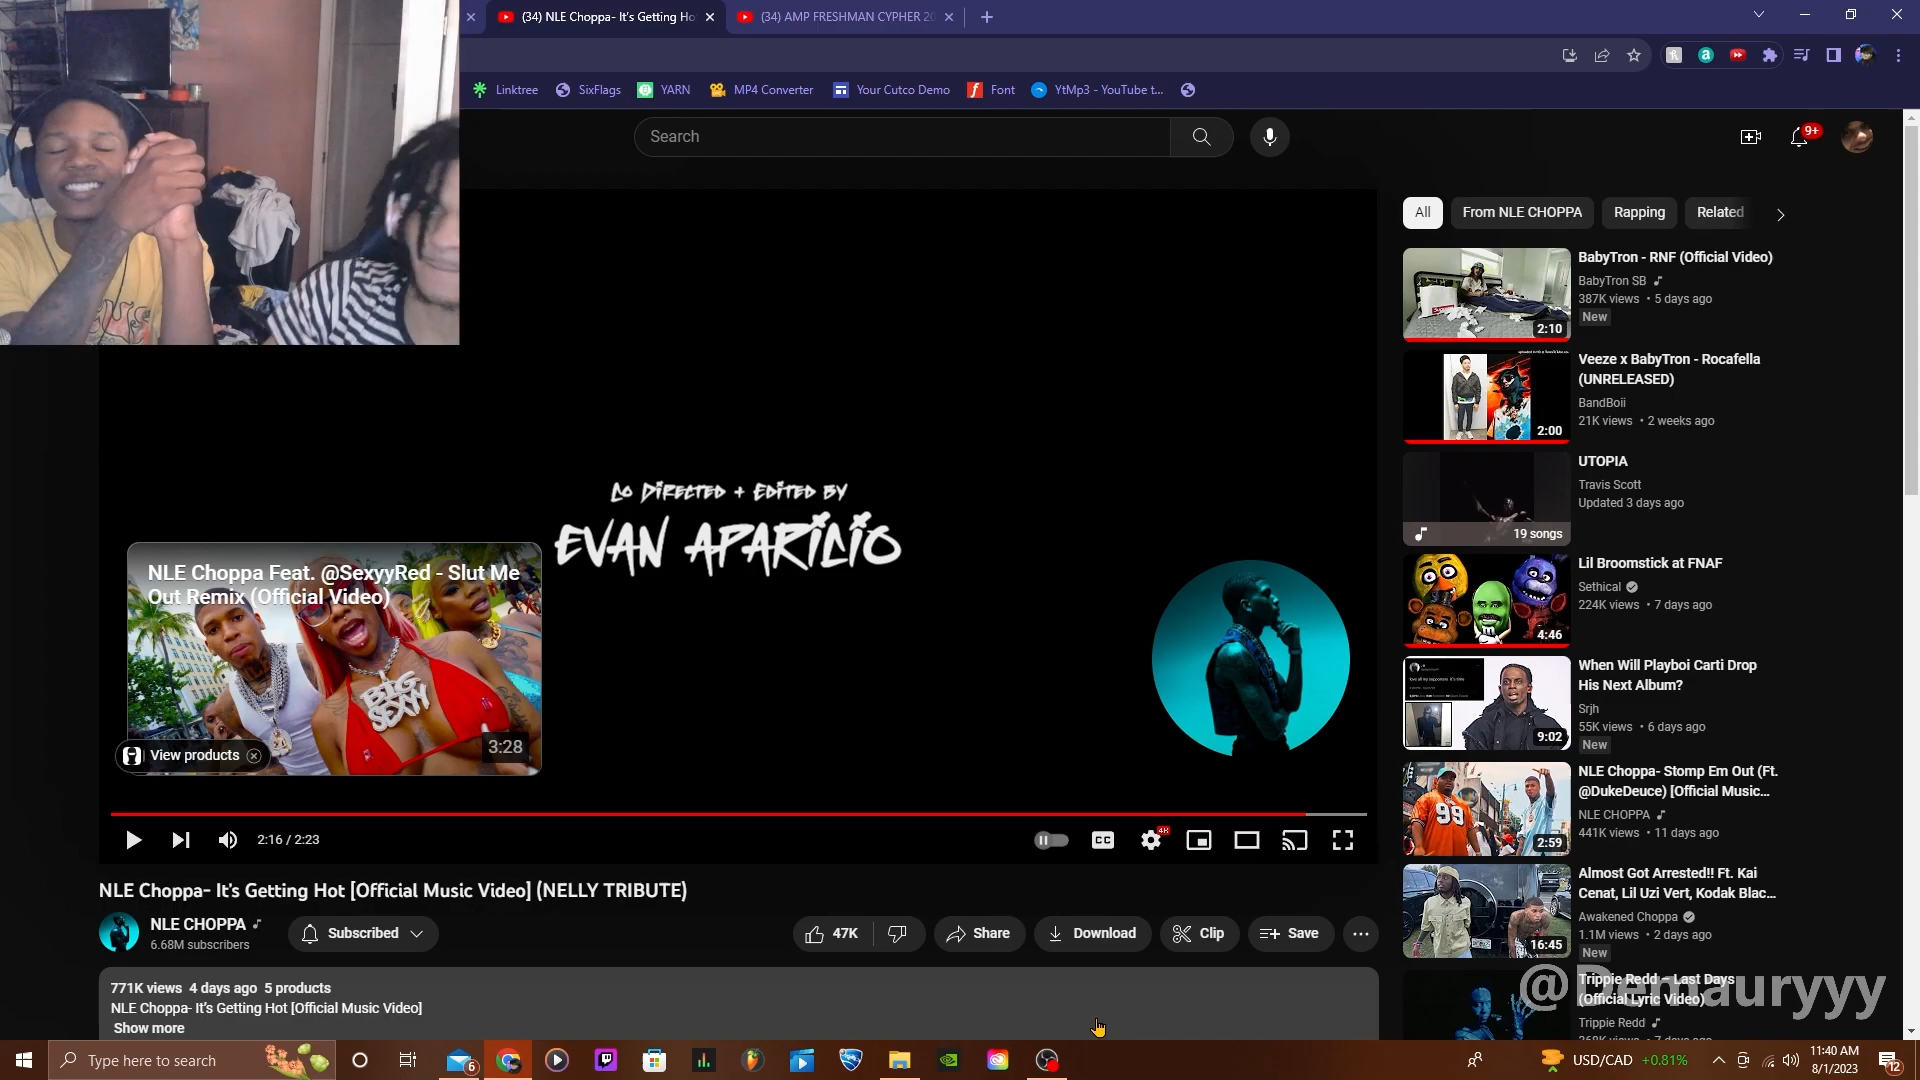 (34) NLE Choppa- It's Getting Ho
(34) AMP FRESHMAN CYPHER 20
Linktree
SixFlags
YARN
MP4 Converter
Your Cutco Demo
Font
YtMp3 - YouTube t...
Search
9+
All
From NLE CHOPPA
Rapping
Related
BabyTron - RNF (Official Video)
BabyTron SB
387K views • 5 days ago
New
2:10
Veeze x BabyTron - Rocafella
(UNRELEASED)
BandBoii
21K views • 2 weeks ago
2:00
UTOPIA
Travis Scott
Updated 3 days ago
19 songs
Lil Broomstick at FNAF
Sethical
224K views • 7 days ago
4:46
When Will Playboi Carti Drop
His Next Album?
Srjh
55K views • 6 days ago
New
9:02
NLE Choppa- Stomp Em Out (Ft.
@DukeDeuce) [Official Music...
NLE CHOPPA
441K views • 11 days ago
99
2:59
Almost Got Arrested!! Ft. Kai
Cenat, Lil Uzi Vert, Kodak Blac...
Awakened Choppa
1.1M views • 2 days ago
New
16:45
Trippie Redd – Last Days
(Official Lyric Video)
Trippie Redd
@Demauryyy
CO DIRECTED + EDITED BY
EVAN APARICIO
NLE Choppa Feat. @SexyyRed - Slut Me
Out Remix (Official Video)
BIG
SEXY
View products
3:28
2:16 / 2:23
CC
4K
NLE Choppa- It's Getting Hot [Official Music Video] (NELLY TRIBUTE)
NLE CHOPPA
6.68M subscribers
Subscribed
47K
Share
Download
Clip
Save
771K views 4 days ago 5 products
NLE Choppa- It's Getting Hot [Official Music Video]
Show more
Type here to search
6
USD/CAD +0.81%
11:40 AM
8/1/2023
12